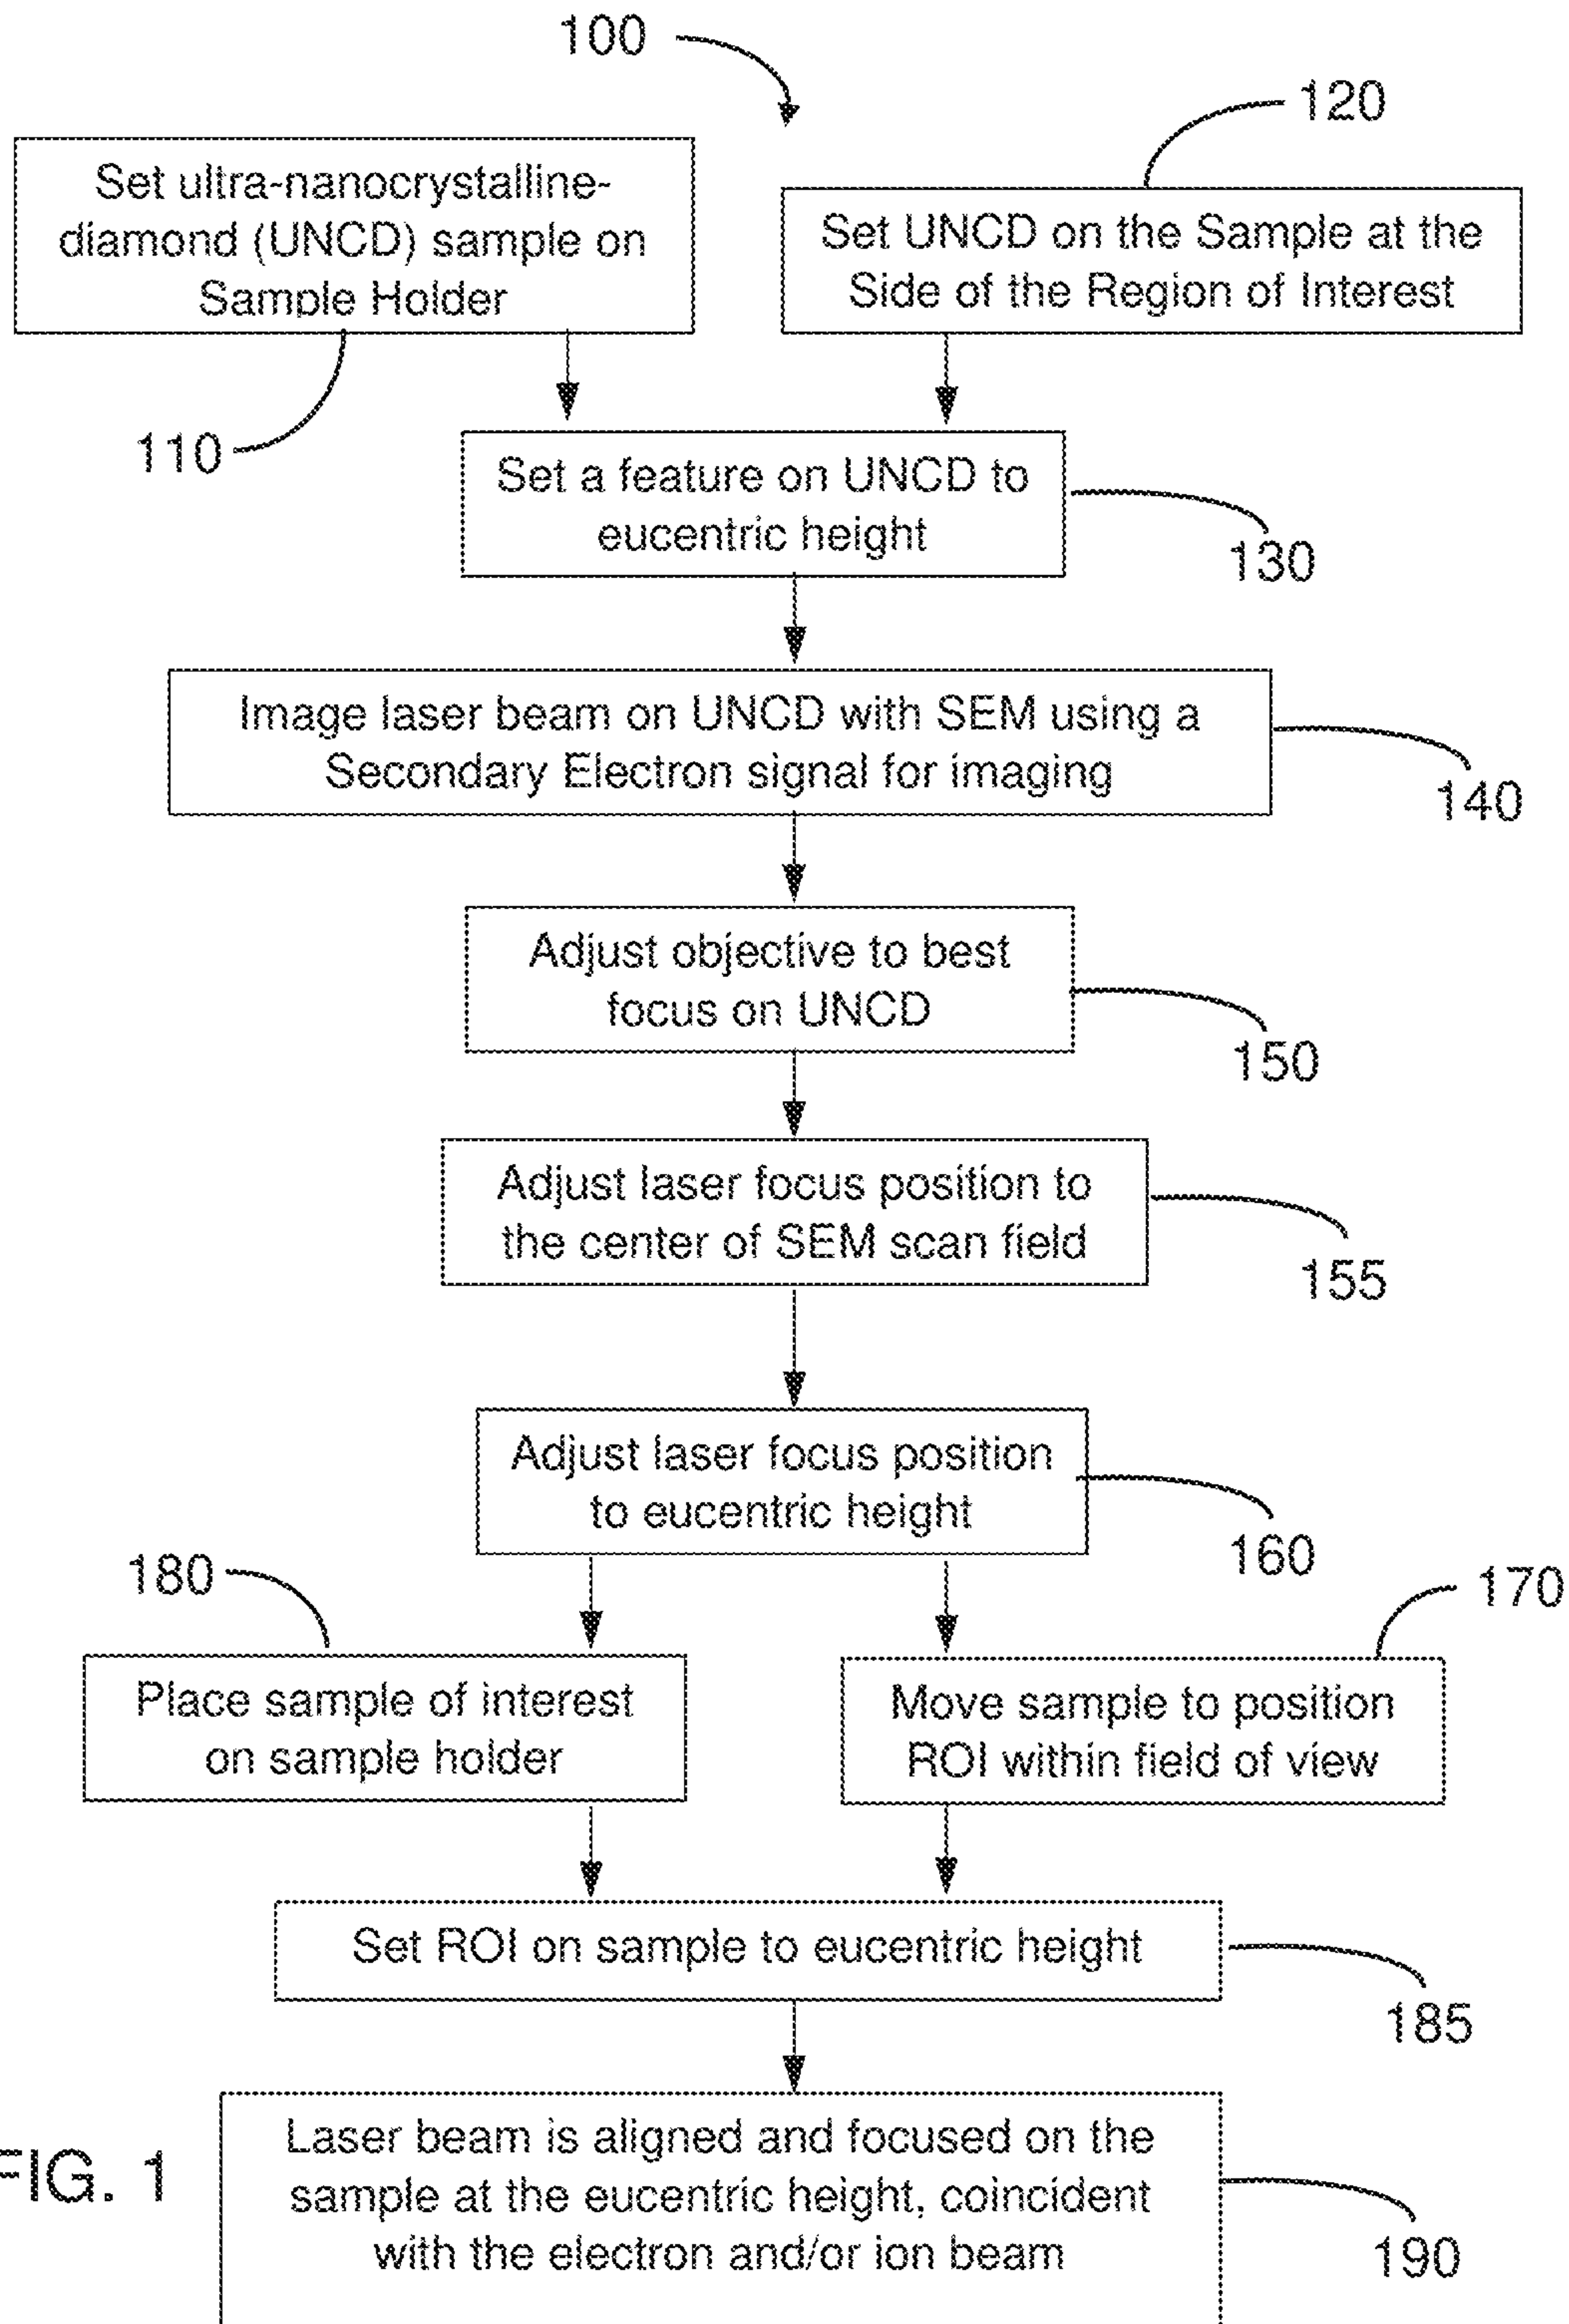 100
120
Set ultra-nanocrystalline-
diamond (UNCD) sample on
Sample Holder
Set UNCD on the Sample at the
Side of the Region of Interest
110
Set a feature on UNCD to
eucentric height
130
Image laser beam on UNCD with SEM using a
Secondary Electron signal for imaging
140
Adjust objective to best
focus on UNCD
150
Adjust laser focus position to
the center of SEM scan field
155
Adjust laser focus position
to eucentric height
160
180
170
Place sample of interest
on sample holder
Move sample to position
ROI within field of view
Set ROI on sample to eucentric height
185
Laser beam is aligned and focused on the
sample at the eucentric height, coincident
with the electron and/or ion beam
190
FIG. 1